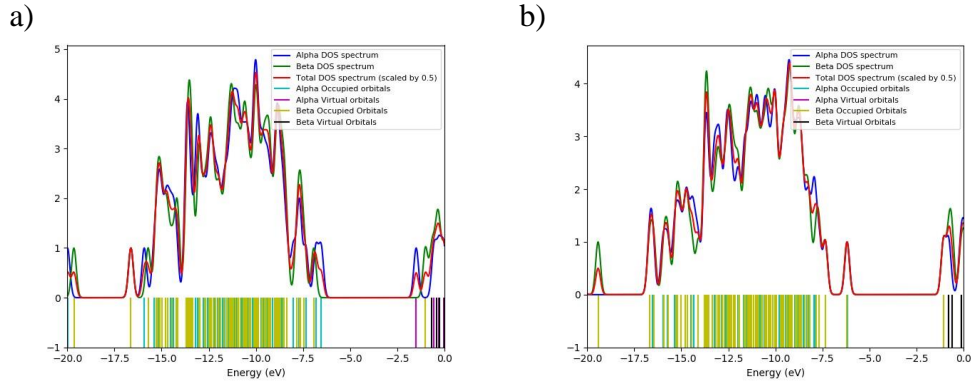 a)
b)
Alpha DOS spectrum
Beta DOS spectrum
Total DOS spectrum (scaled by 0.5)
Alpha Occupied orbitals
Alpha Virtual orbitals
Beta Occupied Orbitals
Beta Virtual Orbitals
5
4
3
2
1
0
−1
−20.0 −17.5 −15.0 −12.5 −10.0 −7.5 −5.0 −2.5 0.0
Energy (eV)
Alpha DOS spectrum
Beta DOS spectrum
Total DOS spectrum (scaled by 0.5)
Alpha Occupied orbitals
Alpha Virtual orbitals
Beta Occupied Orbitals
Beta Virtual Orbitals
4
3
2
1
0
−1
−20.0 −17.5 −15.0 −12.5 −10.0 −7.5 −5.0 −2.5 0.0
Energy (eV)